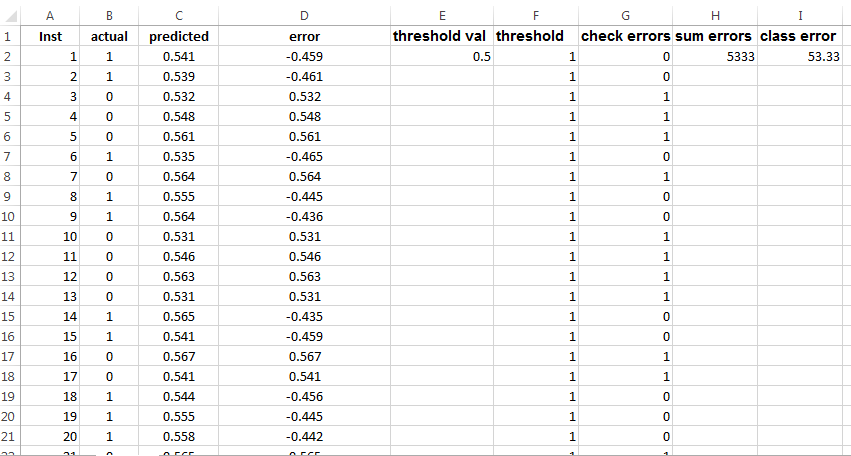 A B C D E F G H I
1 Inst actual predicted error threshold val threshold check errors sum errors class error
2 1 1 0.541 -0.459 0.5 1 0 5333 53.33
3 2 1 0.539 -0.461 1 0
4 3 0 0.532 0.532 1 1
5 4 0 0.548 0.548 1 1
6 5 0 0.561 0.561 1 1
7 6 1 0.535 -0.465 1 0
8 7 0 0.564 0.564 1 1
9 8 1 0.555 -0.445 1 0
10 9 1 0.564 -0.436 1 0
11 10 0 0.531 0.531 1 1
12 11 0 0.546 0.546 1 1
13 12 0 0.563 0.563 1 1
14 13 0 0.531 0.531 1 1
15 14 1 0.565 -0.435 1 0
16 15 1 0.541 -0.459 1 0
17 16 0 0.567 0.567 1 1
18 17 0 0.541 0.541 1 1
19 18 1 0.544 -0.456 1 0
20 19 1 0.555 -0.445 1 0
21 20 1 0.558 -0.442 1 0